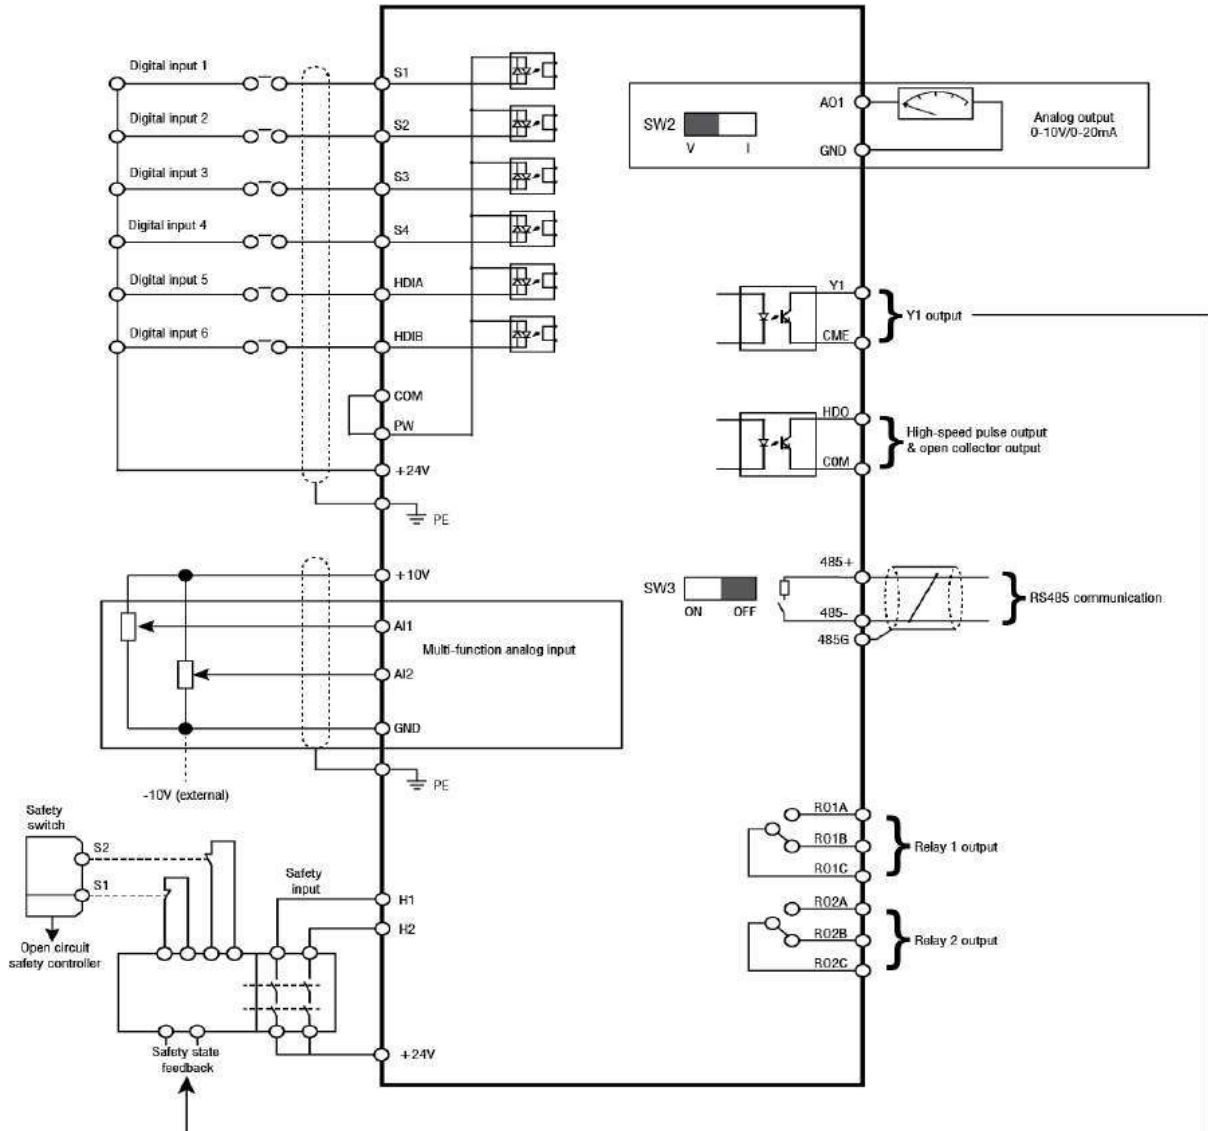 Digital input 1
S1
Digital input 2
S2
Digital input 3
S3
Digital input 4
S4
Digital input 5
HDIA
Digital input 6
HDIB
COM
PW
+24V
PE
+10V
AI1
Multi-function analog input
AI2
GND
PE
-10V (external)
Safety
switch
S2
S1
Open circuit
safety controller
Safety
input
H1
H2
+24V
Safety state
feedback
SW2
V I
AO1
GND
Analog output
0-10V/0-20mA
Y1
CME
Y1 output
HDO
COM
High-speed pulse output
& open collector output
SW3
ON OFF
485+
485-
485G
RS485 communication
RO1A
RO1B
RO1C
Relay 1 output
RO2A
RO2B
RO2C
Relay 2 output